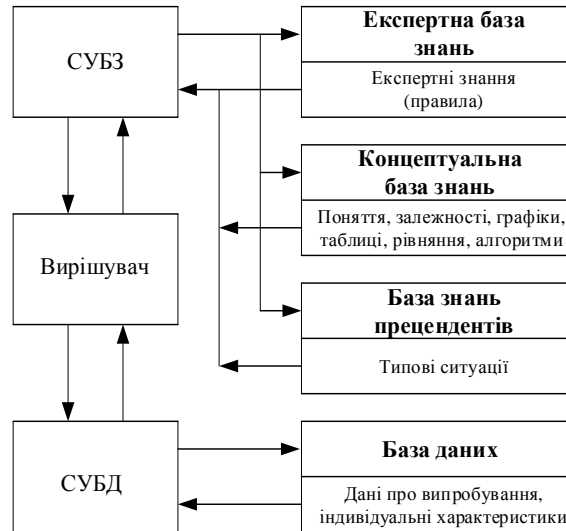 СУБЗ
Експертна база
знань
Експертні знання
(правила)
Концептуальна
база знань
Поняття, залежності, графіки,
таблиці, рівняння, алгоритми
Вирішувач
База знань
прецендентів
Типові ситуації
СУБД
База даних
Дані про випробування,
індивідуальні характеристики